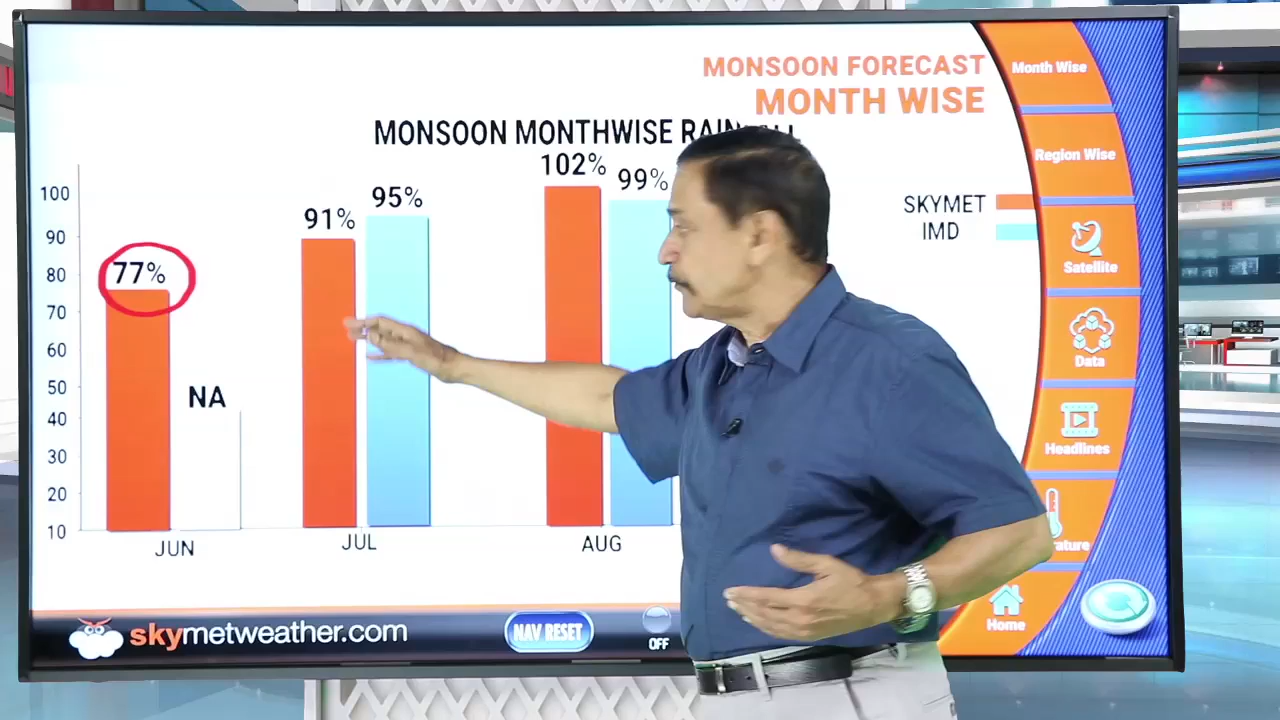 MONSOON FORECAST
MONTH WISE
MONSOON MONTHWISE
100
90
80
70
60
50
40
30
20
10
77%
NA
91%
95%
102%
99%
JUN
JUL
AUG
SKYMET
IMD
Month Wise
Region Wise
Satellite
Data
Headlines
Home
skymetweather.com
NAV RESET
OFF